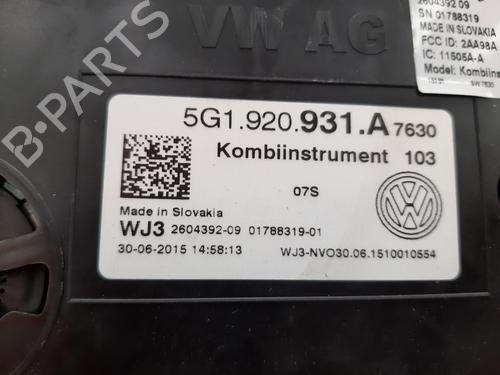 VW AG
2604392-0
SN 01788319
MADE IN SLOVAKIA
FCC ID: 2AA98A
IC: 11505A-A
Model: Kombiins
5G1.920.931.A 7630
Kombiinstrument 103
07S
Made in Slovakia
WJ3 2604392-09 01788319-01
30-06-2015 14:58:13 WJ3-NVO30.06.1510010554
B-PARTS